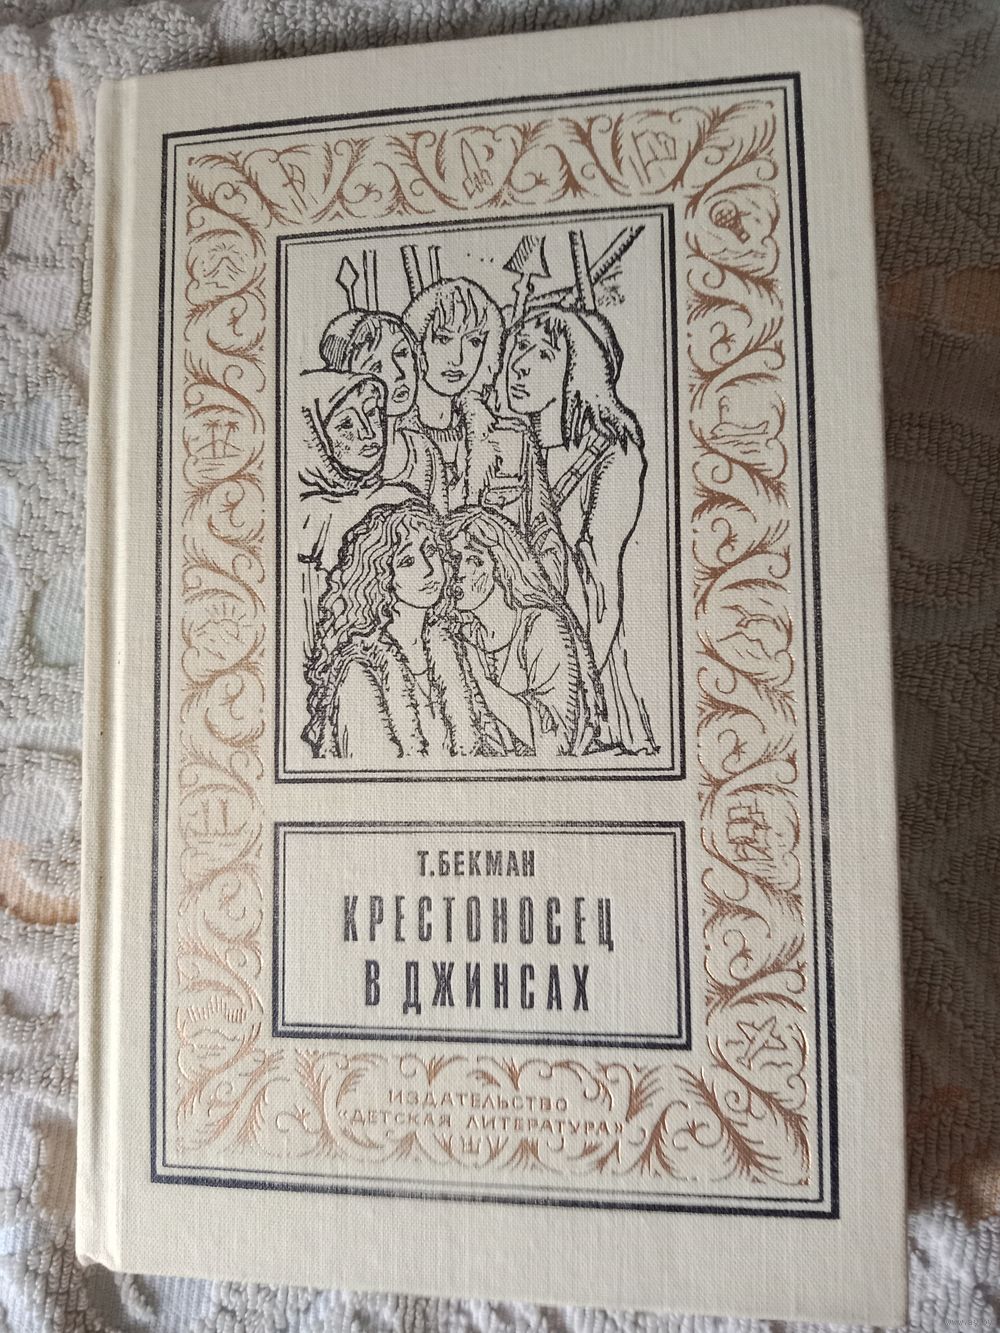 Т.БЕКМАН
КРЕСТОНОСЕЦ
В ДЖИНСАХ
ИЗДАТЕЛЬСТВО
«ДЕТСКАЯ ЛИТЕРАТУРА»